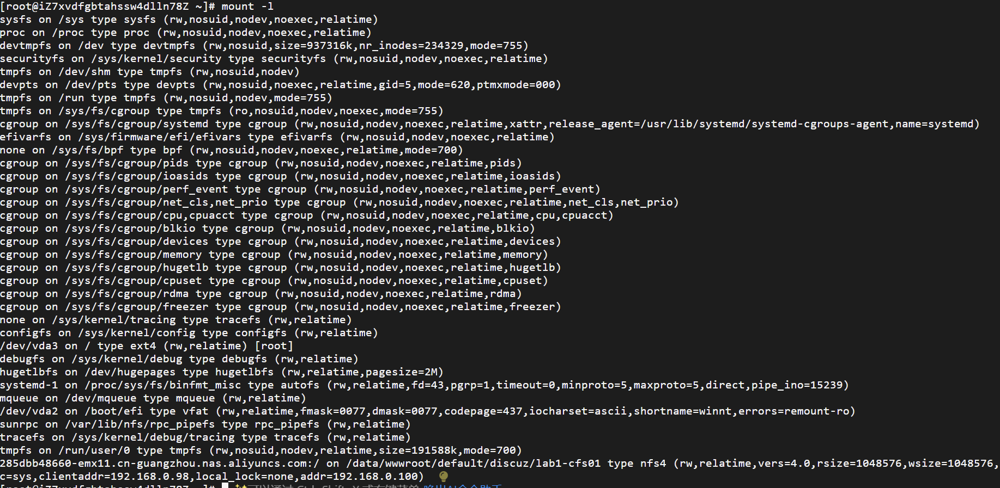 [root@iZ7xvdfgbtahssw4dlln78Z ~]# mount -l
sysfs on /sys type sysfs (rw,nosuid,nodev,noexec,relatime)
proc on /proc type proc (rw,nosuid,nodev,noexec,relatime)
devtmpfs on /dev type devtmpfs (rw,nosuid,size=937316k,nr_inodes=234329,mode=755)
securityfs on /sys/kernel/security type securityfs (rw,nosuid,nodev,noexec,relatime)
tmpfs on /dev/shm type tmpfs (rw,nosuid,nodev)
devpts on /dev/pts type devpts (rw,nosuid,noexec,relatime,gid=5,mode=620,ptmxmode=000)
tmpfs on /run type tmpfs (rw,nosuid,nodev,mode=755)
tmpfs on /sys/fs/cgroup type tmpfs (ro,nosuid,nodev,noexec,mode=755)
cgroup on /sys/fs/cgroup/systemd type cgroup (rw,nosuid,nodev,noexec,relatime,xattr,release_agent=/usr/lib/systemd/systemd-cgroups-agent,name=systemd)
efivarfs on /sys/firmware/efi/efivars type efivarfs (rw,nosuid,nodev,noexec,relatime)
none on /sys/fs/bpf type bpf (rw,nosuid,nodev,noexec,relatime,mode=700)
cgroup on /sys/fs/cgroup/pids type cgroup (rw,nosuid,nodev,noexec,relatime,pids)
cgroup on /sys/fs/cgroup/ioasids type cgroup (rw,nosuid,nodev,noexec,relatime,ioasids)
cgroup on /sys/fs/cgroup/perf_event type cgroup (rw,nosuid,nodev,noexec,relatime,perf_event)
cgroup on /sys/fs/cgroup/net_cls,net_prio type cgroup (rw,nosuid,nodev,noexec,relatime,net_cls,net_prio)
cgroup on /sys/fs/cgroup/cpu,cpuacct type cgroup (rw,nosuid,nodev,noexec,relatime,cpu,cpuacct)
cgroup on /sys/fs/cgroup/blkio type cgroup (rw,nosuid,nodev,noexec,relatime,blkio)
cgroup on /sys/fs/cgroup/devices type cgroup (rw,nosuid,nodev,noexec,relatime,devices)
cgroup on /sys/fs/cgroup/memory type cgroup (rw,nosuid,nodev,noexec,relatime,memory)
cgroup on /sys/fs/cgroup/hugetlb type cgroup (rw,nosuid,nodev,noexec,relatime,hugetlb)
cgroup on /sys/fs/cgroup/cpuset type cgroup (rw,nosuid,nodev,noexec,relatime,cpuset)
cgroup on /sys/fs/cgroup/rdma type cgroup (rw,nosuid,nodev,noexec,relatime,rdma)
cgroup on /sys/fs/cgroup/freezer type cgroup (rw,nosuid,nodev,noexec,relatime,freezer)
none on /sys/kernel/tracing type tracefs (rw,relatime)
configfs on /sys/kernel/config type configfs (rw,relatime)
/dev/vda3 on / type ext4 (rw,relatime) [root]
debugfs on /sys/kernel/debug type debugfs (rw,relatime)
hugetlbfs on /dev/hugepages type hugetlbfs (rw,relatime,pagesize=2M)
systemd-1 on /proc/sys/fs/binfmt_misc type autofs (rw,relatime,fd=43,pgrp=1,timeout=0,minproto=5,maxproto=5,direct,pipe_ino=15239)
mqueue on /dev/mqueue type mqueue (rw,relatime)
/dev/vda2 on /boot/efi type vfat (rw,relatime,fmask=0077,dmask=0077,codepage=437,iocharset=ascii,shortname=winnt,errors=remount-ro)
sunrpc on /var/lib/nfs/rpc_pipefs type rpc_pipefs (rw,relatime)
tracefs on /sys/kernel/debug/tracing type tracefs (rw,relatime)
tmpfs on /run/user/0 type tmpfs (rw,nosuid,nodev,relatime,size=191588k,mode=700)
285dbb48660-emx11.cn-guangzhou.nas.aliyuncs.com:/ on /data/wwwroot/default/discuz/lab1-cfs01 type nfs4 (rw,relatime,vers=4.0,rsize=1048576,wsize=1048576,
c=sys,clientaddr=192.168.0.98,local_lock=none,addr=192.168.0.100)
[root@iZ7xvdfgbtahssw4dlln78Z ~]#